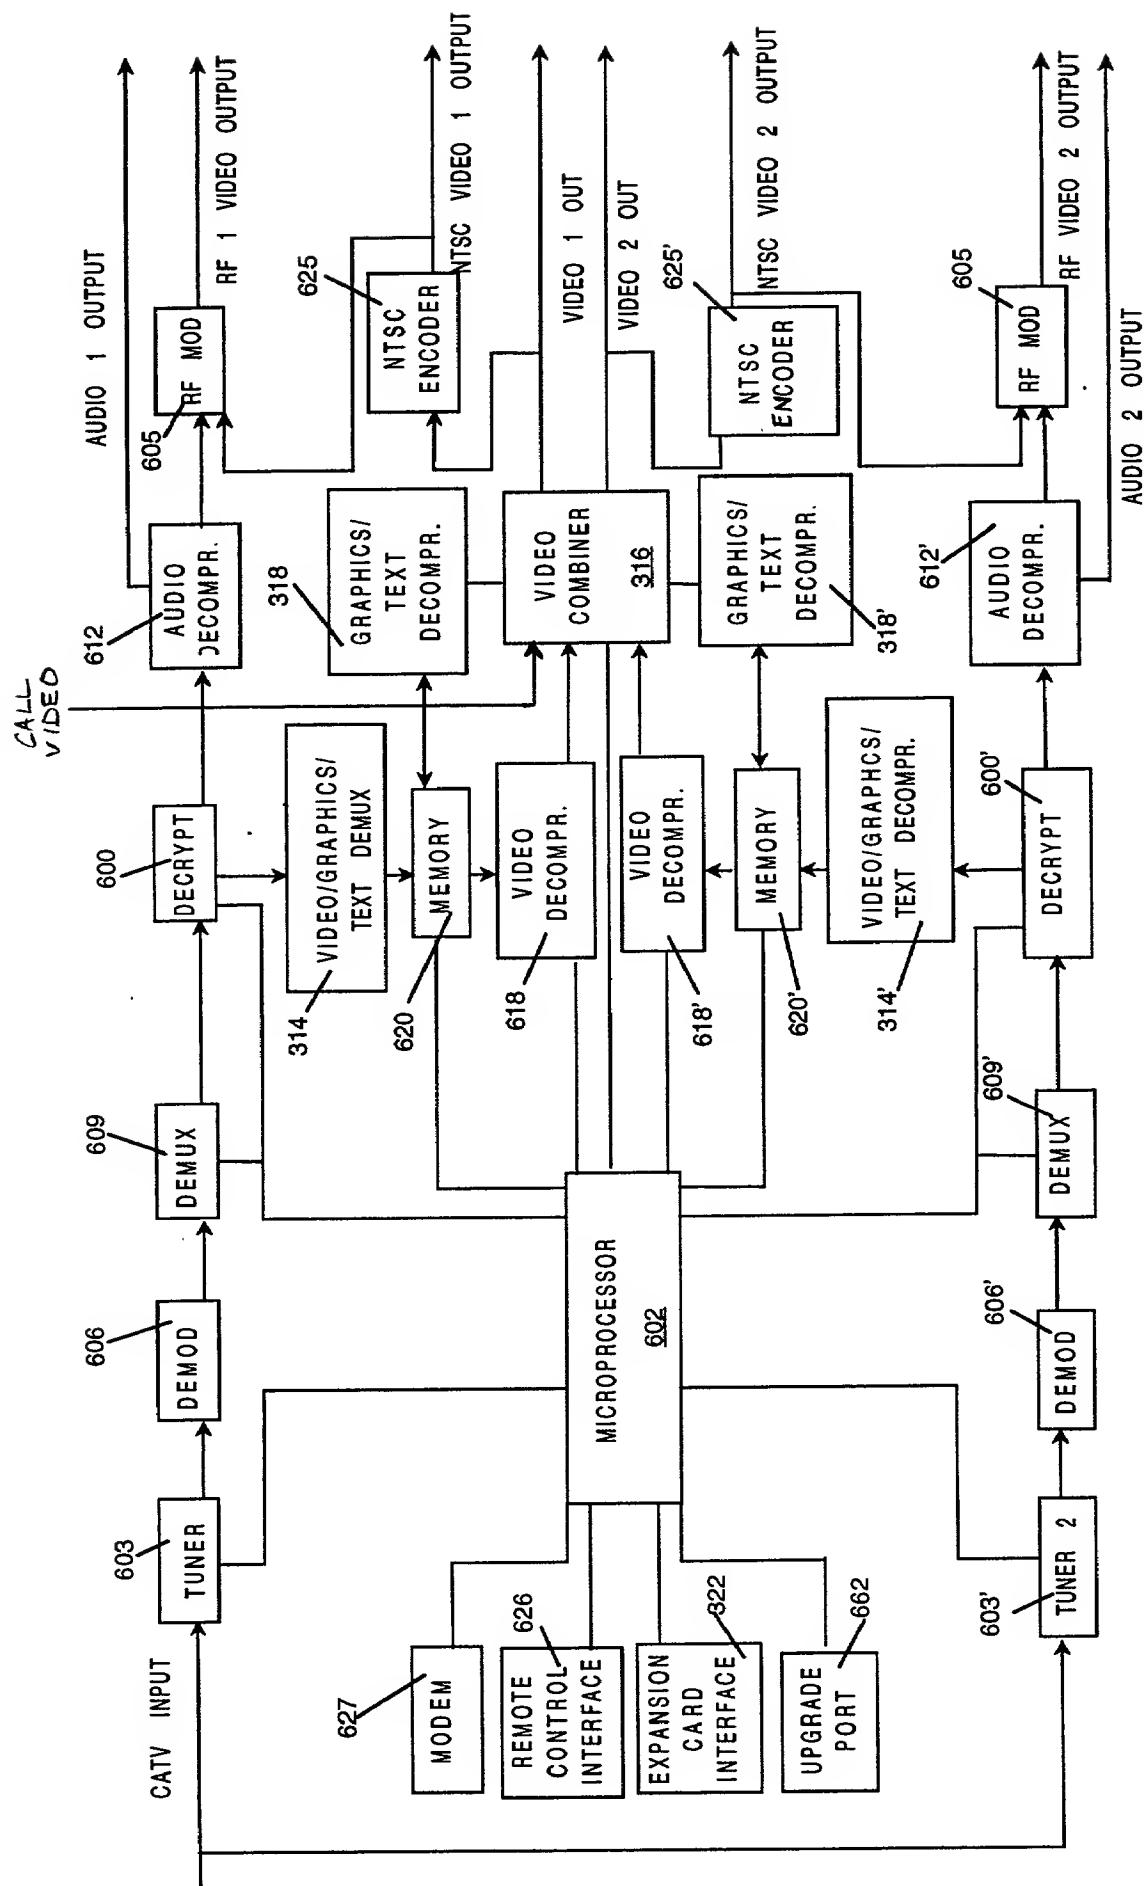 CATV INPUT
603
TUNER
606
DEMOD
609
DEMUX
600
DECRYPT
CALL
VIDEO
612
AUDIO
DECOMPR.
605
RF MOD
AUDIO 1 OUTPUT
RF 1 VIDEO OUTPUT
314
VIDEO/GRAPHICS/
TEXT DEMUX
318
GRAPHICS/
TEXT
DECOMPR.
625
NTSC
ENCODER
NTSC VIDEO 1 OUTPUT
620
MEMORY
618
VIDEO
DECOMPR.
VIDEO
COMBINER
316
VIDEO 1 OUT
VIDEO 2 OUT
627
MODEM
626
REMOTE
CONTROL
INTERFACE
322
EXPANSION
CARD
INTERFACE
662
UPGRADE
PORT
MICROPROCESSOR
602
618'
VIDEO
DECOMPR.
620'
MEMORY
318'
GRAPHICS/
TEXT
DECOMPR.
625'
NTSC
ENCODER
NTSC VIDEO 2 OUTPUT
314'
VIDEO/GRAPHCS/
TEXT DECOMPR.
603'
TUNER 2
606'
DEMOD
609'
DEMUX
600'
DECRYPT
612'
AUDIO
DECOMPR.
605
RF MOD
RF VIDEO 2 OUTPUT
AUDIO 2 OUTPUT